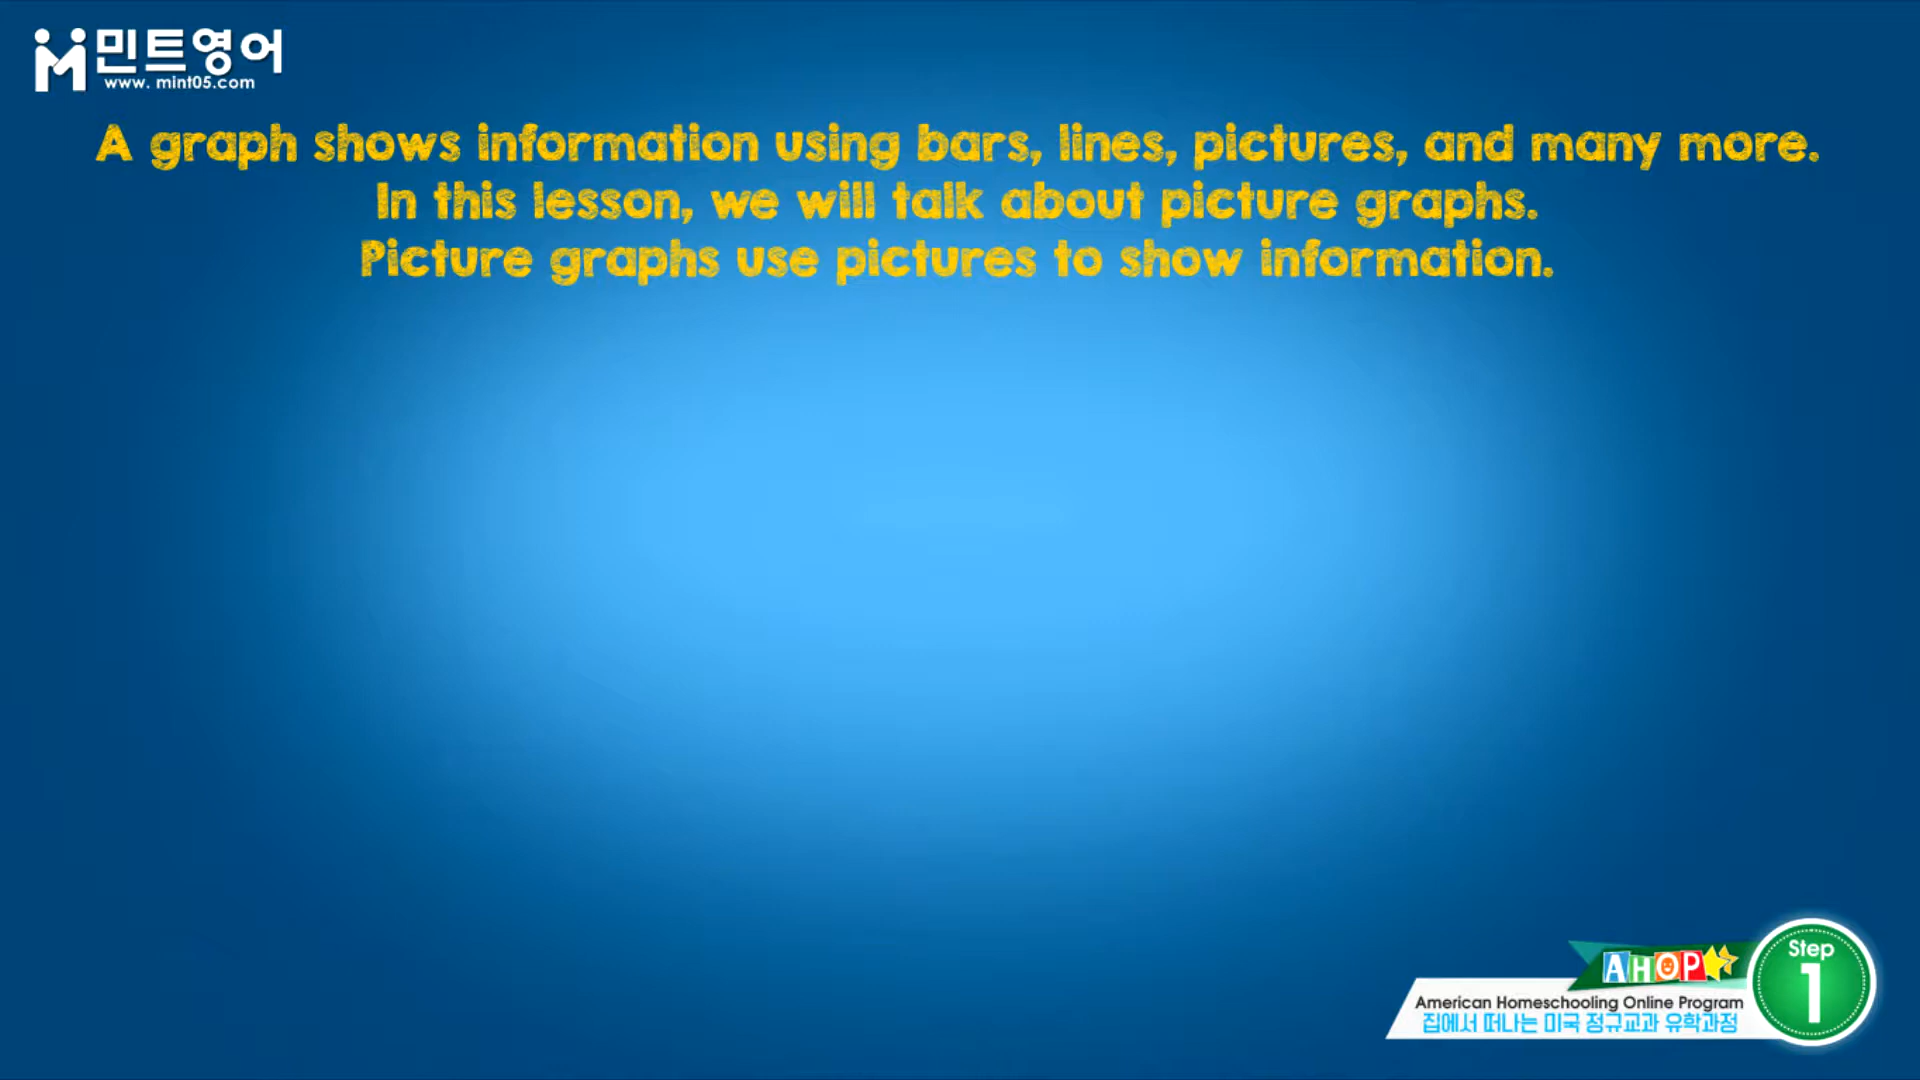 민트영어
www. mint05.com
A graph shows information using bars, lines, pictures, and many more.
In this lesson, we will talk about picture graphs.
Picture graphs use pictures to show information.
AHOP
Step
1
American Homeschooling Online Program
집에서 떠나는 미국 정규교과 유학과정